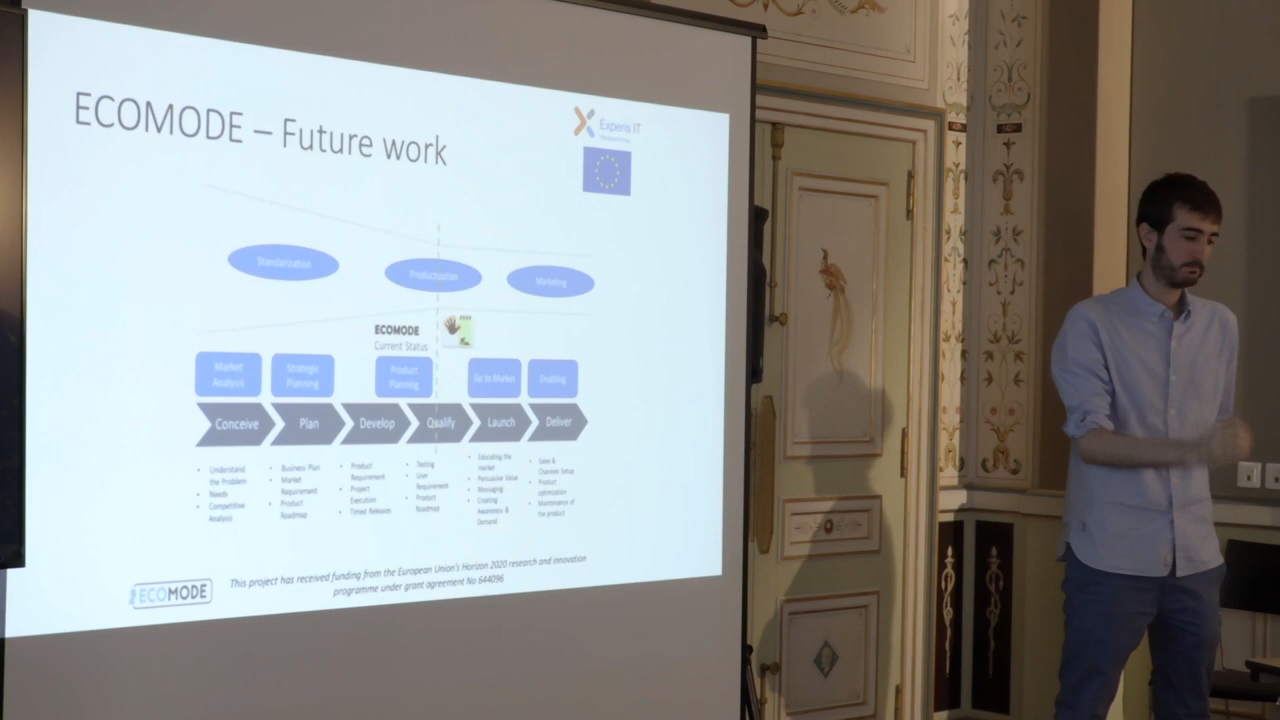 ECOMODE – Future work
Experis IT
Standarization
Productization
Marketing
ECOMODE
Current Status
Market
Analysis
Strategic
Planning
Product
Planning
Go to Market
Enabling
Conceive
Plan
Develop
Qualify
Launch
Deliver
• Understand
the Problem
• Needs
• Competitive
Analysis
• Business Plan
• Market
Requirement
• Product
Roadmap
• Product
Requirement
• Project
Execution
• Timed Releases
• Testing
• User
Requirement
• Product
Roadmap
• Educating the
market
• Persuasive Value
• Messaging
• Creating
Awareness &
Demand
• Sales &
Channels Setup
• Product
optimization
• Maintenance of
the product
ECOMODE
This project has received funding from the European Union's Horizon 2020 research and innovation
programme under grant agreement No 644096